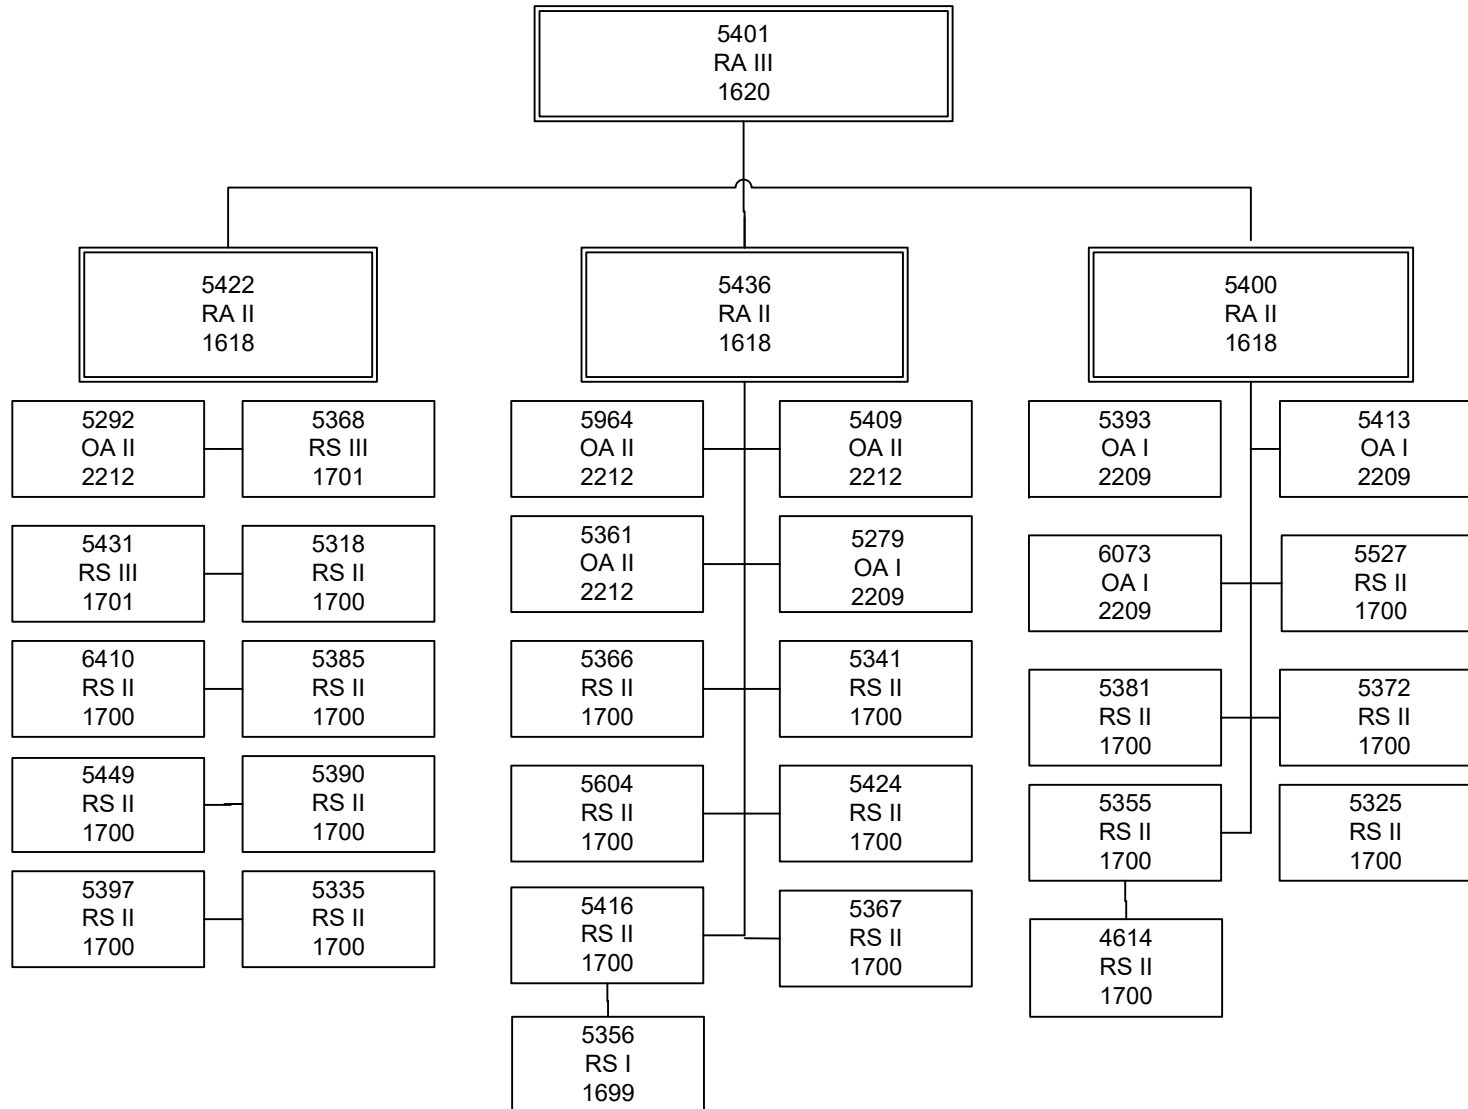 5401
RA III
1620
5422
RA II
1618
5436
RA II
1618
5400
RA II
1618
5292
OA II
2212
5368
RS III
1701
5431
RS III
1701
5318
RS II
1700
6410
RS II
1700
5385
RS II
1700
5449
RS II
1700
5390
RS II
1700
5397
RS II
1700
5335
RS II
1700
5964
OA II
2212
5409
OA II
2212
5361
OA II
2212
5279
OA I
2209
5366
RS II
1700
5341
RS II
1700
5604
RS II
1700
5424
RS II
1700
5416
RS II
1700
5367
RS II
1700
5356
RS I
1699
5393
OA I
2209
5413
OA I
2209
6073
OA I
2209
5527
RS II
1700
5381
RS II
1700
5372
RS II
1700
5355
RS II
1700
5325
RS II
1700
4614
RS II
1700